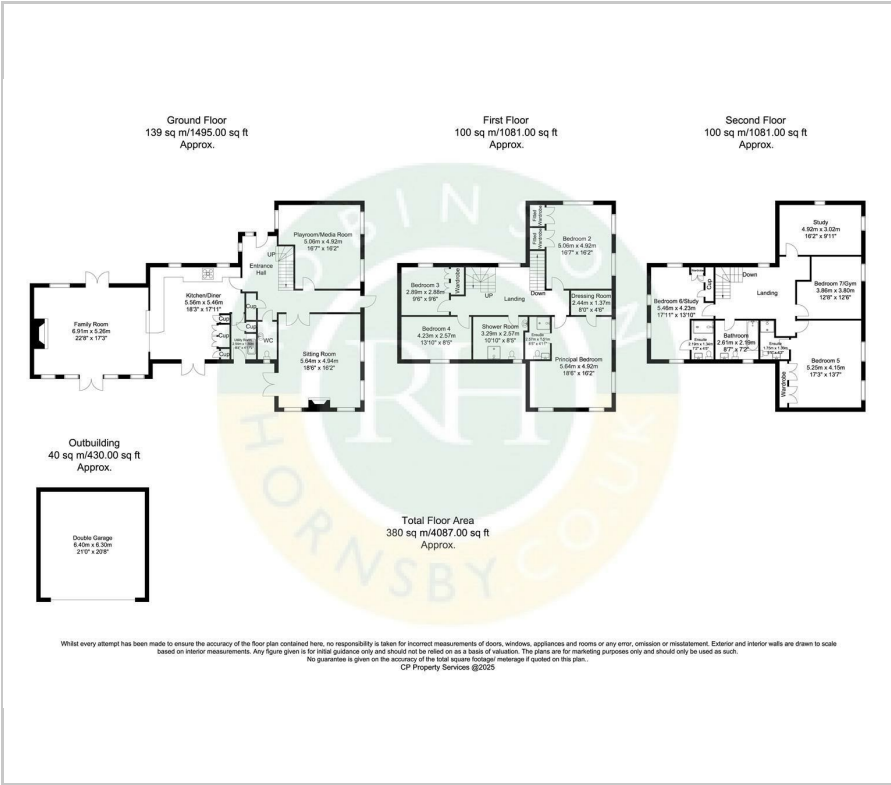 Ground Floor
139 sq m/1495.00 sq ft
Approx.
First Floor
100 sq m/1081.00 sq ft
Approx.
Second Floor
100 sq m/1081.00 sq ft
Approx.
Playroom/Media Room
5.06m x 4.92m
16'7" x 16'2"
UP
Entrance
Hall
Kitchen/Diner
5.56m x 5.46m
18'3" x 17'11"
Family Room
6.91m x 5.26m
22'8" x 17'3"
Cup
Cup
Cup
Cup
Cup
WC
Sitting Room
5.64m x 4.94m
18'6" x 16'2"
Fitted
Wardrobe
Fitted
Wardrobe
Bedroom 2
5.06m x 4.92m
16'7" x 16'2"
Bedroom 3
2.89m x 2.88m
9'6" x 9'6"
Wardrobe
UP
Landing
Down
Dressing Room
2.44m x 1.37m
8'0" x 4'6"
Bedroom 4
4.23m x 2.57m
13'10" x 8'5"
Shower Room
3.29m x 2.57m
10'10" x 8'5"
Ensuite
Principal Bedroom
5.64m x 4.92m
18'6" x 16'2"
Study
4.92m x 3.02m
16'2" x 9'11"
Cup
Down
Landing
Bedroom 7/Gym
3.86m x 3.80m
12'8" x 12'6"
Bedroom 6/Study
5.46m x 4.23m
17'11" x 13'10"
Ensuite
Bathroom
2.61m x 2.19m
8'7" x 7'2"
Ensuite
Bedroom 5
5.25m x 4.15m
17'3" x 13'7"
Wardrobe
Outbuilding
40 sq m/430.00 sq ft
Approx.
Double Garage
6.40m x 6.30m
21'0" x 20'8"
Total Floor Area
380 sq m/4087.00 sq ft
Approx.
ROBINSON
RH
HORNSBY COUK
Whilst every attempt has been made to ensure the accuracy of the floor plan contained here, no responsibility is taken for incorrect measurements of doors, windows, appliances and rooms or any error, omission or misstatement. Exterior and interior walls are drawn to scale
based on interior measurements. Any figure given is for initial guidance only and should not be relied on as a basis of valuation. The plans are for marketing purposes only and should only be used as such.
No guarantee is given on the accuracy of the total square footage/ meterage if quoted on this plan..
CP Property Services @2025